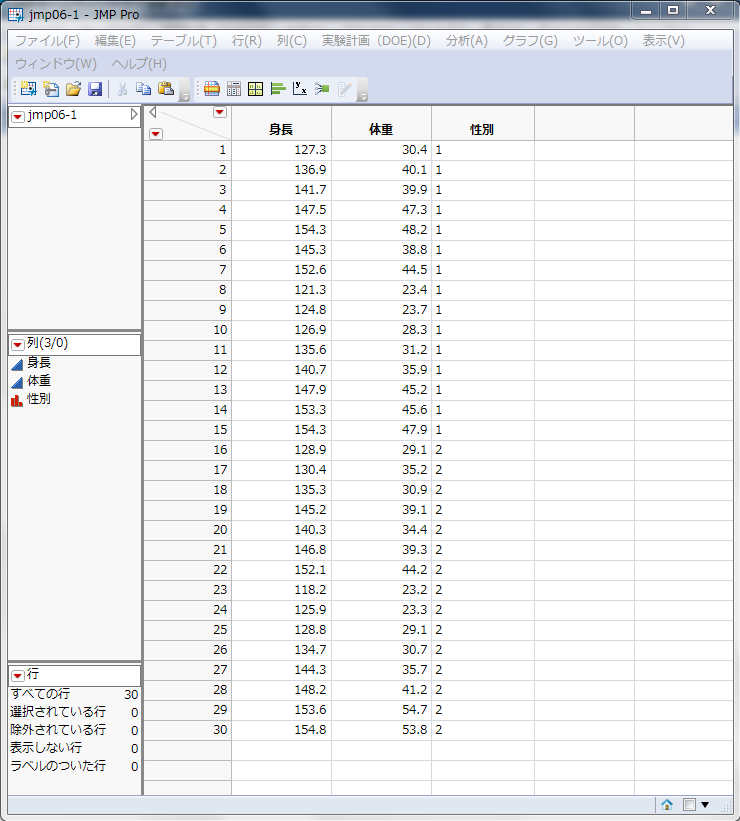 jmp06-1 - JMP Pro
ファイル(F) 編集(E) テーブル(T) 行(R) 列(C) 実験計画（DOE)(D) 分析(A) グラフ(G) ツール(O) 表示(V)
ウィンドウ(W) ヘルプ(H)
jmp06-1
列(3/0)
身長
体重
性別
行
すべての行 30
選択されている行 0
除外されている行 0
表示しない行 0
ラベルのついた行 0
身長 体重 性別
1 127.3 30.4 1
2 136.9 40.1 1
3 141.7 39.9 1
4 147.5 47.3 1
5 154.3 48.2 1
6 145.3 38.8 1
7 152.6 44.5 1
8 121.3 23.4 1
9 124.8 23.7 1
10 126.9 28.3 1
11 135.6 31.2 1
12 140.7 35.9 1
13 147.9 45.2 1
14 153.3 45.6 1
15 154.3 47.9 1
16 128.9 29.1 2
17 130.4 35.2 2
18 135.3 30.9 2
19 145.2 39.1 2
20 140.3 34.4 2
21 146.8 39.3 2
22 152.1 44.2 2
23 118.2 23.2 2
24 125.9 23.3 2
25 128.8 29.1 2
26 134.7 30.7 2
27 144.3 35.7 2
28 148.2 41.2 2
29 153.6 54.7 2
30 154.8 53.8 2